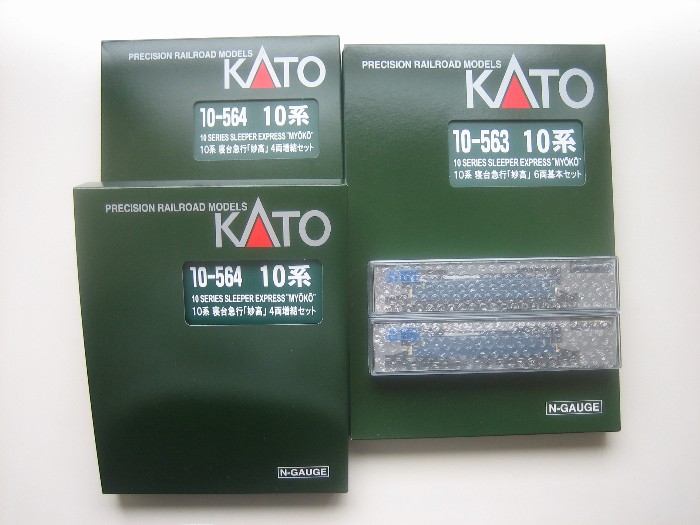 PRECISION RAILROAD MODELS
KATO
10-564 10系
10 SERIES SLEEPER EXPRESS "MYŌKŌ"
10系 寝台急行「妙高」4両増結セット
PRECISION RAILROAD MODELS
KATO
10-563 10系
10 SERIES SLEEPER EXPRESS "MYŌKŌ"
10系 寝台急行「妙高」6両基本セット
N-GAUGE
PRECISION RAILROAD MODELS
KATO
10-564 10系
10 SERIES SLEEPER EXPRESS "MYŌKŌ"
10系 寝台急行「妙高」4両増結セット
N-GAUGE